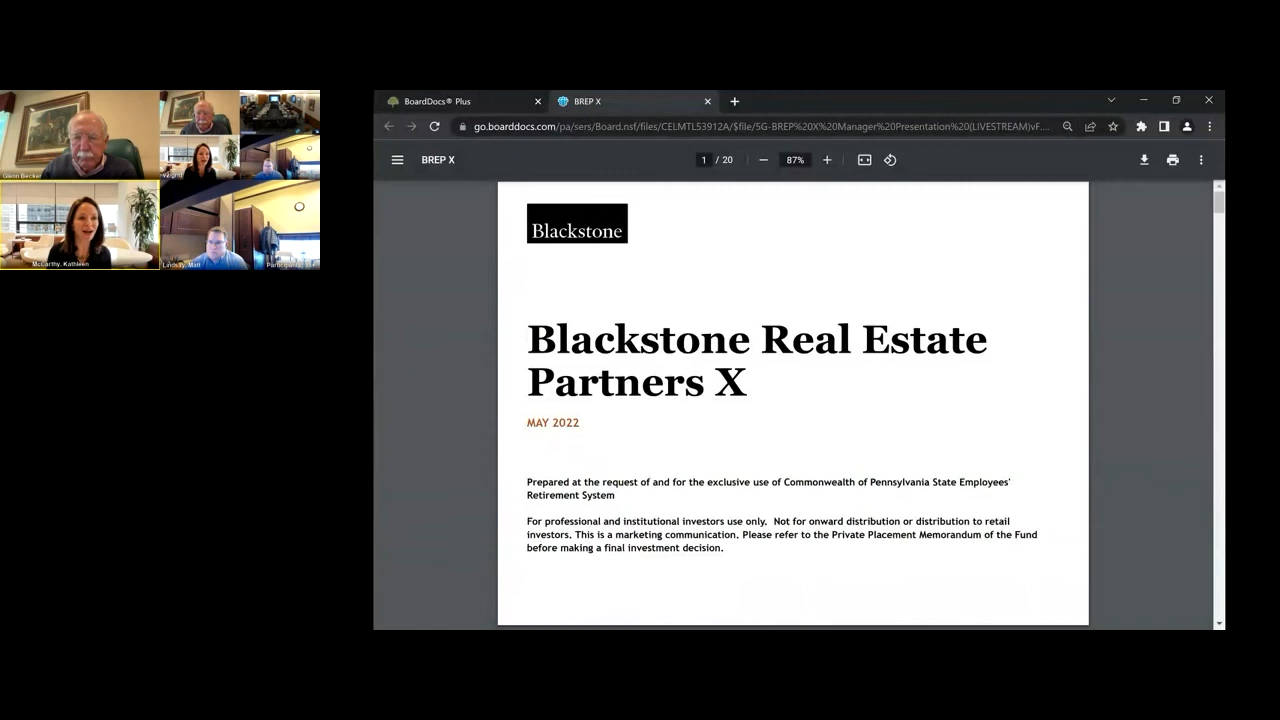 Glenn Becker
McCarthy, Kathleen
Lindsay, Matt
BoardDocs® Plus
BREP X
go.boarddocs.com/pa/sers/Board.nsf/files/CELMTL53912A/$file/5G-BREP%20X%20Manager%20Presentation%20(LIVESTREAM)vF....
BREP X
1 / 20
87%
Blackstone
Blackstone Real Estate
Partners X
MAY 2022
Prepared at the request of and for the exclusive use of Commonwealth of Pennsylvania State Employees'
Retirement System
For professional and institutional investors use only. Not for onward distribution or distribution to retail
investors. This is a marketing communication. Please refer to the Private Placement Memorandum of the Fund
before making a final investment decision.